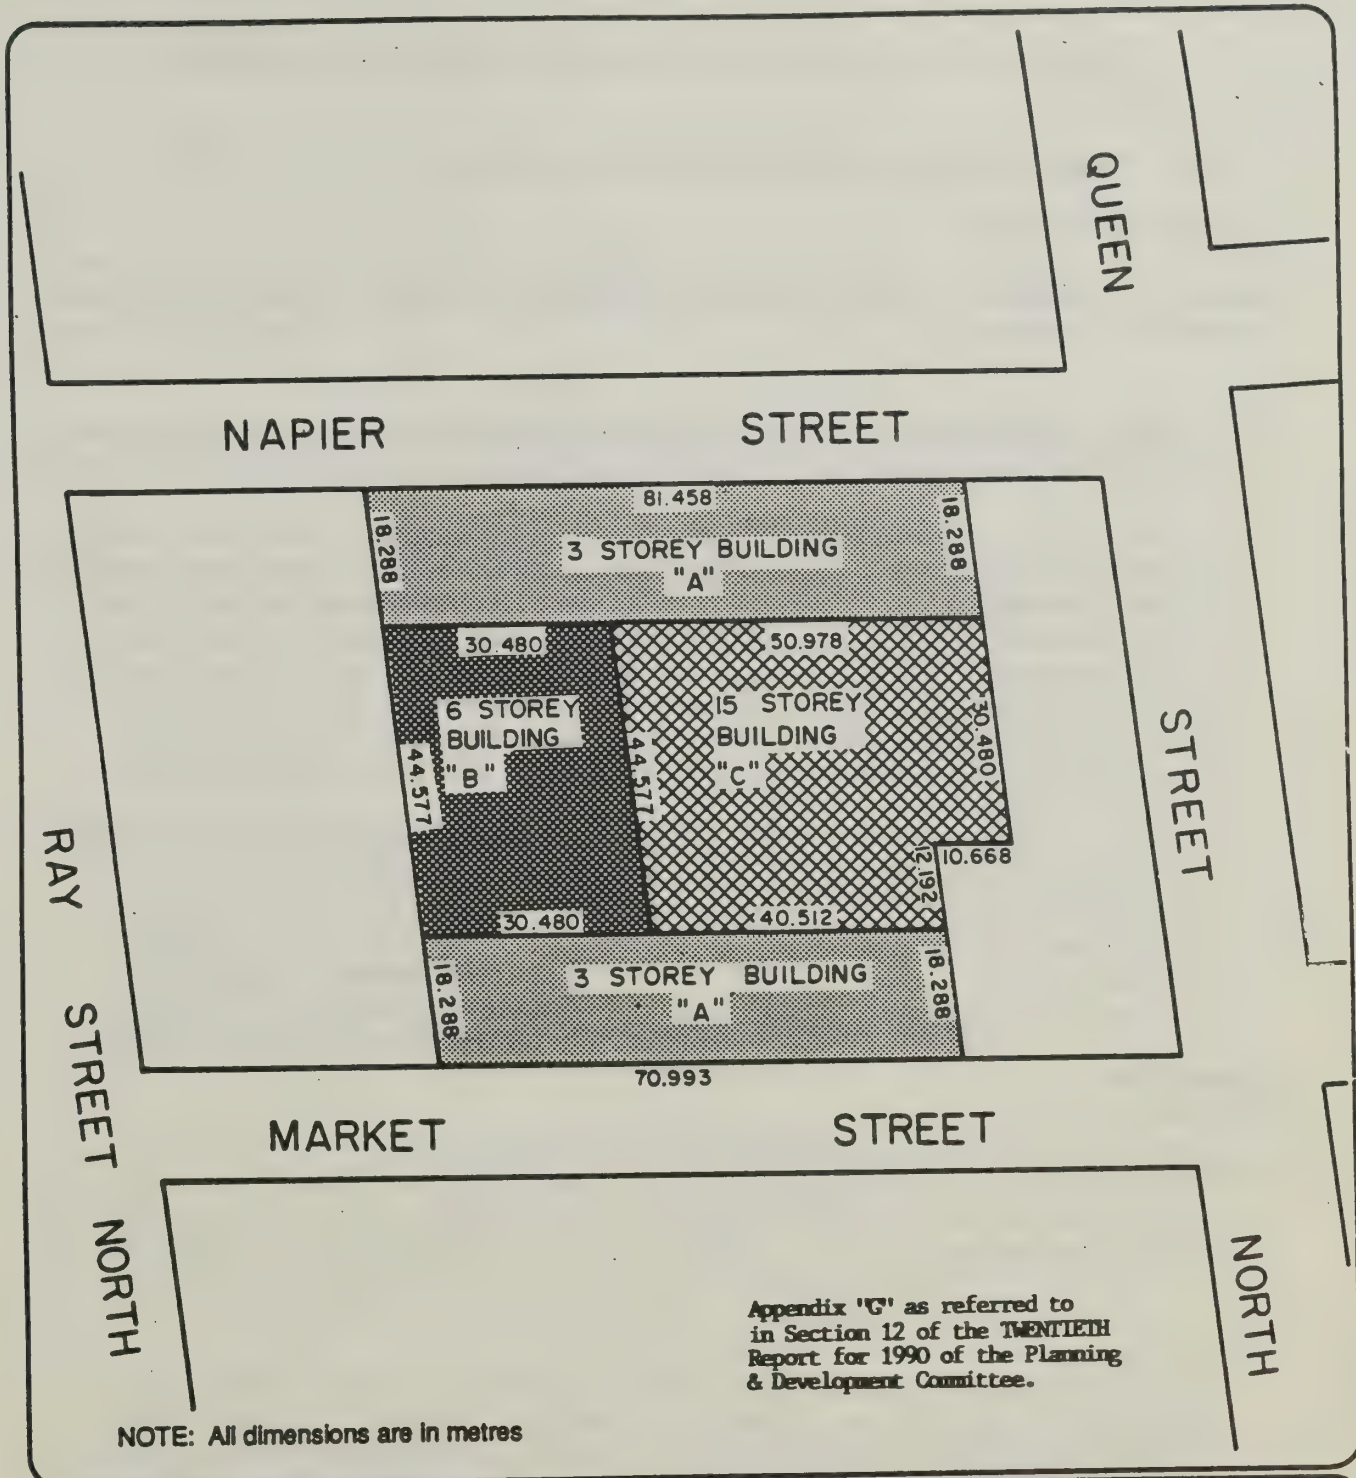 QUEEN
NAPIER STREET
81.458
18.288
18.288
3 STOREY BUILDING
"A"
30.480
50.978
6 STOREY
BUILDING
"B"
15 STOREY
BUILDING
"C"
44.577
44.577
30.480
STREET
10.668
12.192
30.480
40.512
RAY STREET NORTH
18.288
3 STOREY BUILDING
"A"
18.288
70.993
MARKET STREET
NORTH
Appendix "G" as referred to
in Section 12 of the TWENTIETH
Report for 1990 of the Planning
& Development Committee.
NOTE: All dimensions are in metres